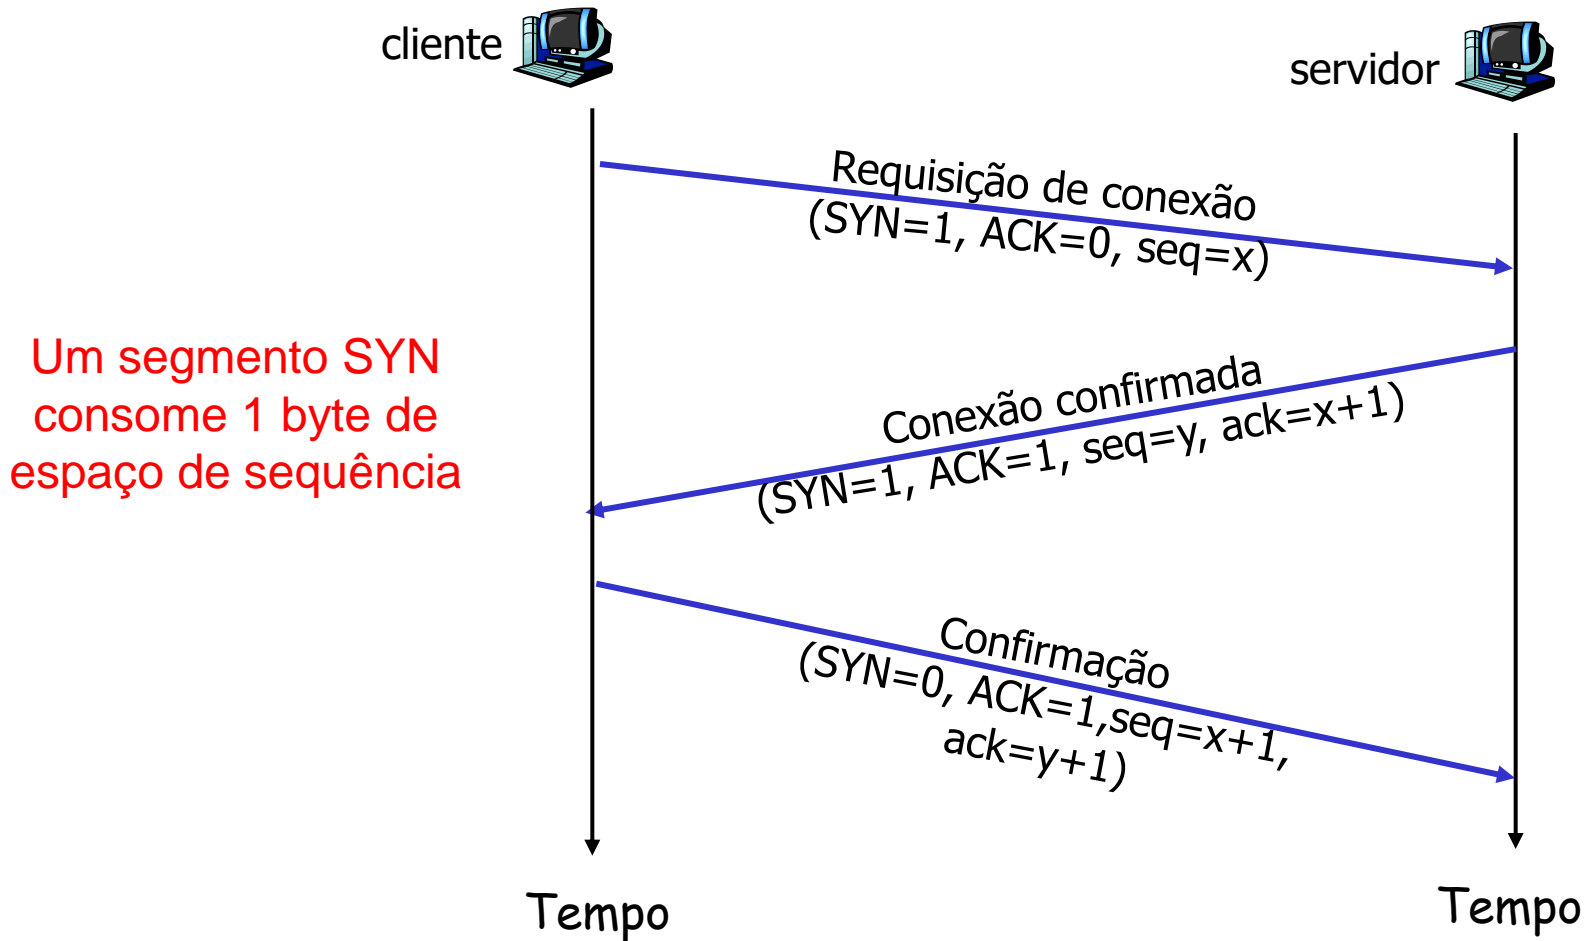 cliente
servidor
Requisição de conexão
(SYN=1, ACK=0, seq=x)
Um segmento SYN
consome 1 byte de
espaço de sequência
Conexão confirmada
(SYN=1, ACK=1, seq=y, ack=x+1)
Confirmação
(SYN=0, ACK=1,seq=x+1,
ack=y+1)
Tempo
Tempo